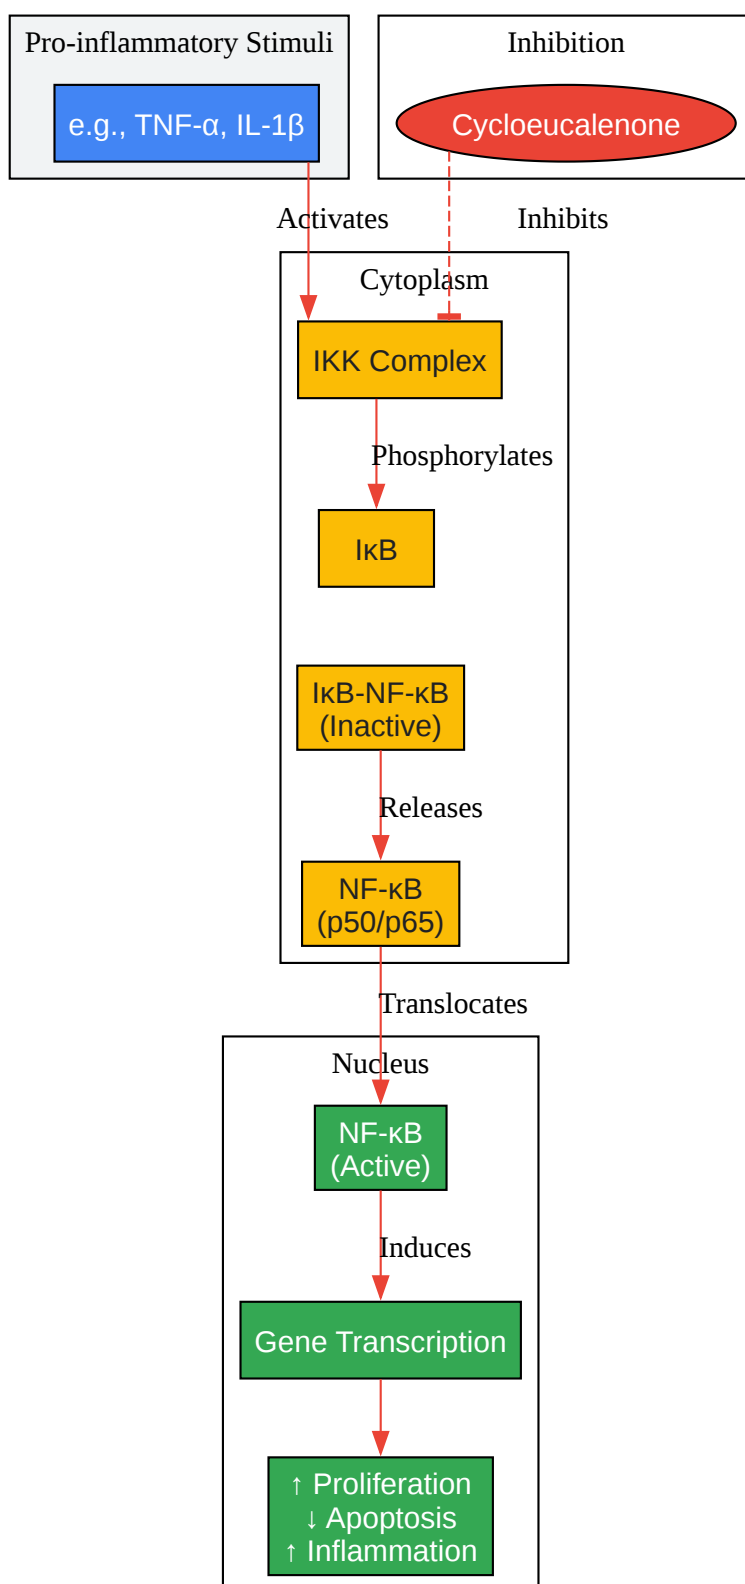 Pro-inflammatory Stimuli
Inhibition
e.g., TNF-α, IL-1β
Cycloeucalenone
Activates
Inhibits
Cytoplasm
IKK Complex
Phosphorylates
IκB
IκB-NF-κB
(Inactive)
Releases
NF-κB
(p50/p65)
Translocates
Nucleus
NF-κB
(Active)
Induces
Gene Transcription
↑ Proliferation
↓ Apoptosis
↑ Inflammation